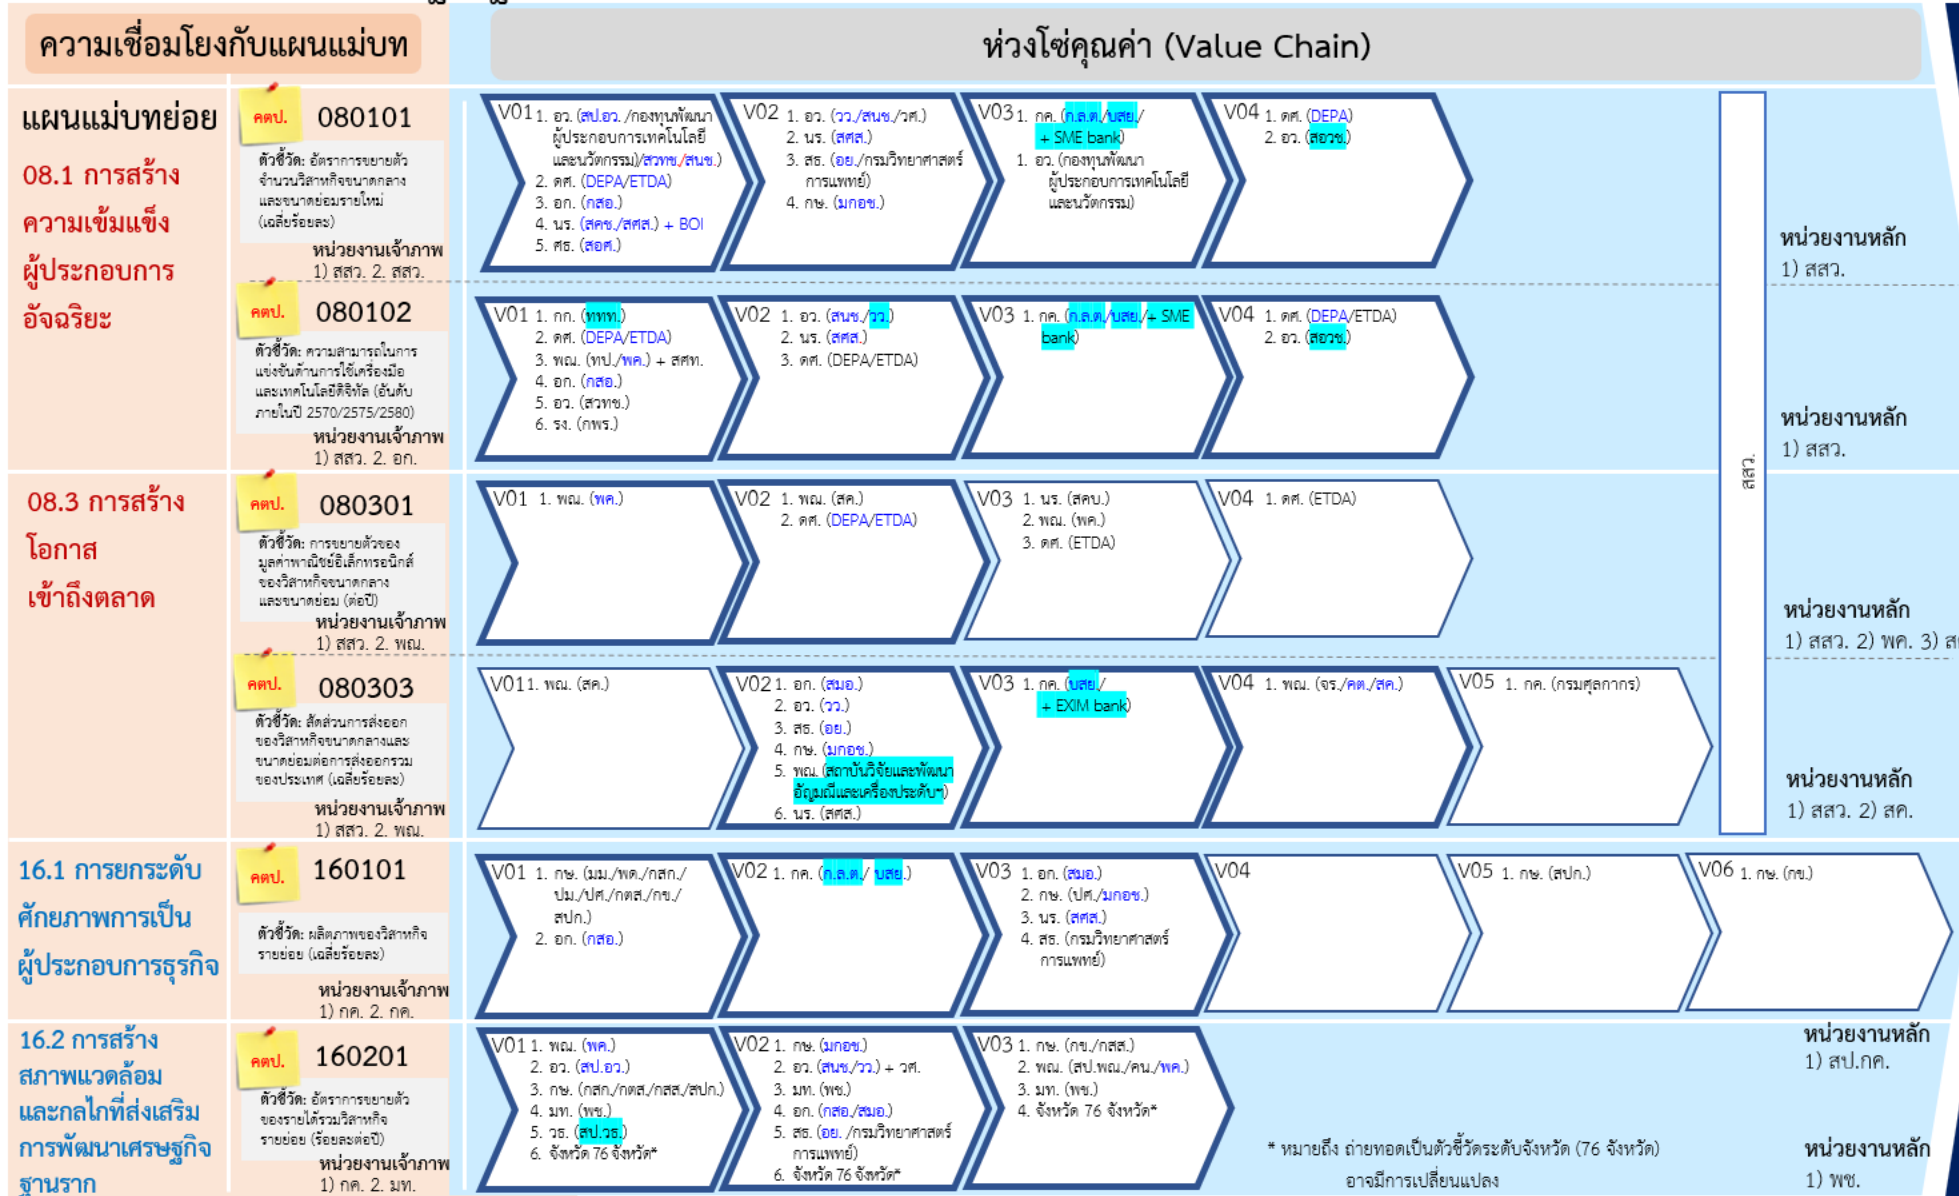 ความเชื่อมโยงกับแผนแม่บท
ห่วงโซ่คุณค่า (Value Chain)
แผนแม่บทย่อย
08.1 การสร้าง
ความเข้มแข็ง
ผู้ประกอบการ
อัจฉริยะ
คตป.
080101
ตัวชี้วัด: อัตราการขยายตัว
จำนวนวิสาหกิจขนาดกลาง
และขนาดย่อมรายใหม่
(เฉลี่ยร้อยละ)
หน่วยงานเจ้าภาพ
1) สสว. 2. สสว.
V01 1. อว. (สป.อว. /กองทุนพัฒนา
ผู้ประกอบการเทคโนโลยี
และนวัตกรรม)/สวทช./สนช.)
2. ดศ. (DEPA/ETDA)
3. อก. (กสอ.)
4. นร. (สคช./สศส.) + BOI
5. ศธ. (สอศ.)
V02 1. อว. (วว./สนช./วศ.)
2. นร. (สศส.)
3. สธ. (อย./กรมวิทยาศาสตร์
การแพทย์)
4. กษ. (มกอช.)
V03 1. กค. (ก.ล.ต./บสย./
+ SME bank)
1. อว. (กองทุนพัฒนา
ผู้ประกอบการเทคโนโลยี
และนวัตกรรม)
V04 1. ดศ. (DEPA)
2. อว. (สอวช.)
หน่วยงานหลัก
1) สสว.
คตป.
080102
ตัวชี้วัด: ความสามารถในการ
แข่งขันด้านการใช้เครื่องมือ
และเทคโนโลยีดิจิทัล (อันดับ
ภายในปี 2570/2575/2580)
หน่วยงานเจ้าภาพ
1) สสว. 2. อก.
V01 1. กก. (ททท.)
2. ดศ. (DEPA/ETDA)
3. พณ. (ทป./พค.) + สศท.
4. อก. (กสอ.)
5. อว. (สวทช.)
6. รง. (กพร.)
V02 1. อว. (สนช./วว.)
2. นร. (สศส.)
3. ดศ. (DEPA/ETDA)
V03 1. กค. (ก.ล.ต./บสย./+ SME
bank)
V04 1. ดศ. (DEPA/ETDA)
2. อว. (สอวช.)
หน่วยงานหลัก
1) สสว.
สสว.
08.3 การสร้าง
โอกาส
เข้าถึงตลาด
คตป.
080301
ตัวชี้วัด: การขยายตัวของ
มูลค่าพาณิชย์อิเล็กทรอนิกส์
ของวิสาหกิจขนาดกลาง
และขนาดย่อม (ต่อปี)
หน่วยงานเจ้าภาพ
1) สสว. 2. พณ.
V01 1. พณ. (พค.)
V02 1. พณ. (สค.)
2. ดศ. (DEPA/ETDA)
V03 1. นร. (สคบ.)
2. พณ. (พค.)
3. ดศ. (ETDA)
V04 1. ดศ. (ETDA)
หน่วยงานหลัก
1) สสว. 2) พค. 3)
คตป.
080303
ตัวชี้วัด: สัดส่วนการส่งออก
ของวิสาหกิจขนาดกลางและ
ขนาดย่อมต่อการส่งออกรวม
ของประเทศ (เฉลี่ยร้อยละ)
หน่วยงานเจ้าภาพ
1) สสว. 2. พณ.
V01 1. พณ. (สค.)
V02 1. อก. (สมอ.)
2. อว. (วว.)
3. สธ. (อย.)
4. กษ. (มกอช.)
5. พณ. (สถาบันวิจัยและพัฒนา
อัญมณีและเครื่องประดับฯ)
6. นร. (สศส.)
V03 1. กค. (บสย./
+ EXIM bank)
V04 1. พณ. (จร./คต./สค.)
V05 1. กค. (กรมศุลกากร)
หน่วยงานหลัก
1) สสว. 2) สค.
16.1 การยกระดับ
ศักยภาพการเป็น
ผู้ประกอบการธุรกิจ
คตป.
160101
ตัวชี้วัด: ผลิตภาพของวิสาหกิจ
รายย่อย (เฉลี่ยร้อยละ)
หน่วยงานเจ้าภาพ
1) กค. 2. กค.
V01 1. กษ. (มม./พด./กสก./
ปม./ปศ./กตส./กข./
สปก.)
2. อก. (กสอ.)
V02 1. กค. (ก.ล.ต./ บสย.)
V03 1. อก. (สมอ.)
2. กษ. (ปศ./มกอช.)
3. นร. (สศส.)
4. สธ. (กรมวิทยาศาสตร์
การแพทย์)
V04
V05 1. กษ. (สปก.)
V06 1. กษ. (กข.)
16.2 การสร้าง
สภาพแวดล้อม
และกลไกที่ส่งเสริม
การพัฒนาเศรษฐกิจ
ฐานราก
คตป.
160201
ตัวชี้วัด: อัตราการขยายตัว
ของรายได้รวมวิสาหกิจ
รายย่อย (ร้อยละต่อปี)
หน่วยงานเจ้าภาพ
1) กค. 2. มท.
V01 1. พณ. (พค.)
2. อว. (สป.อว.)
3. กษ. (กสก./กตส./กสส./สปก.)
4. มท. (พช.)
5. วธ. (สป.วธ.)
6. จังหวัด 76 จังหวัด*
V02 1. กษ. (มกอช.)
2. อว. (สนช./วว.) + วศ.
3. มท. (พช.)
4. อก. (กสอ./สมอ.)
5. สธ. (อย. /กรมวิทยาศาสตร์
การแพทย์)
6. จังหวัด 76 จังหวัด*
V03 1. กษ. (กข./กสส.)
2. พณ. (สป.พณ./คน./พค.)
3. มท. (พช.)
4. จังหวัด 76 จังหวัด*
หน่วยงานหลัก
1) สป.กค.
* หมายถึง ถ่ายทอดเป็นตัวชี้วัดระดับจังหวัด (76 จังหวัด)
อาจมีการเปลี่ยนแปลง
หน่วยงานหลัก
1) พช.